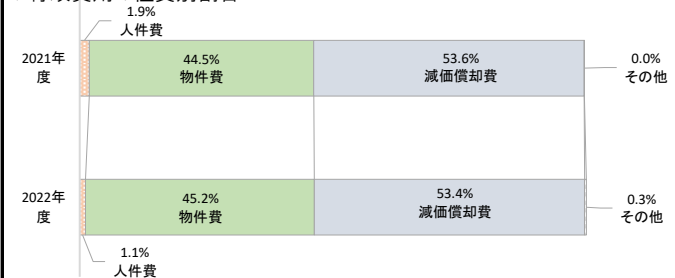 1.9%
人件費
2021年
度
44.5%
物件費
53.6%
減価償却費
0.0%
その他
2022年
度
45.2%
物件費
53.4%
減価償却費
0.3%
その他
1.1%
人件費